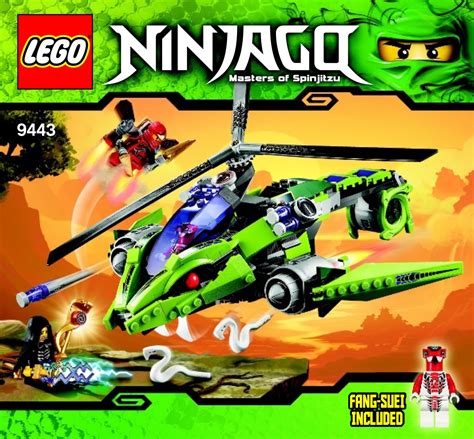 LEGO
NINJAGO
Masters of Spinjitzu
9443
FANG-SUEI
INCLUDED